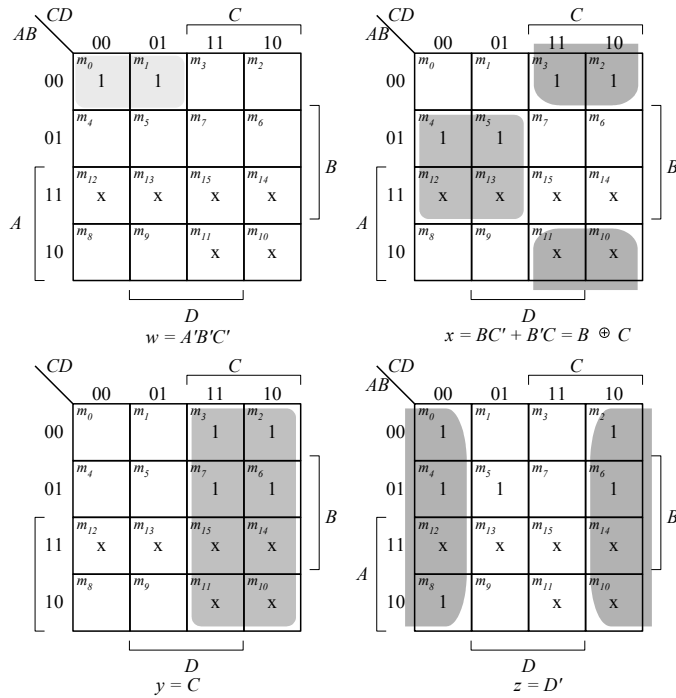 CD C CD C
AB 00 01 11 10 AB 00 01 11 10
m0 m1 m3 m2 m0 m1 m3 m2
00 1 1 00 1 1
m4 m5 m7 m6 m4 m5 m7 m6
01 01 1 1
B B
m12 m13 m15 m14 m12 m13 m15 m14
11 x x x x 11 x x x x
A A
m8 m9 m11 m10 m8 m9 m11 m10
10 x x 10 x x
D D
w = A'B'C' x = BC' + B'C = B ⊕ C
CD C CD C
AB 00 01 11 10 AB 00 01 11 10
m0 m1 m3 m2 m0 m1 m3 m2
00 1 1 00 1 1
m4 m5 m7 m6 m4 m5 m7 m6
01 1 1 01 1 1 1
B B
m12 m13 m15 m14 m12 m13 m15 m14
11 x x x x 11 x x x x
A A
m8 m9 m11 m10 m8 m9 m11 m10
10 x x 10 1 x x
D D
y = C z = D'